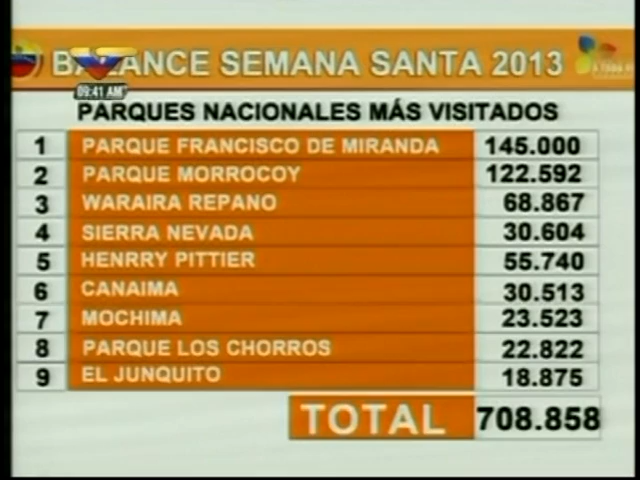 BALANCE SEMANA SANTA 2013
09:41 AM
PARQUES NACIONALES MÁS VISITADOS
1 PARQUE FRANCISCO DE MIRANDA 145.000
2 PARQUE MORROCOY 122.592
3 WARAIRA REPANO 68.867
4 SIERRA NEVADA 30.604
5 HENRRY PITTIER 55.740
6 CANAIMA 30.513
7 MOCHIMA 23.523
8 PARQUE LOS CHORROS 22.822
9 EL JUNQUITO 18.875
TOTAL 708.858